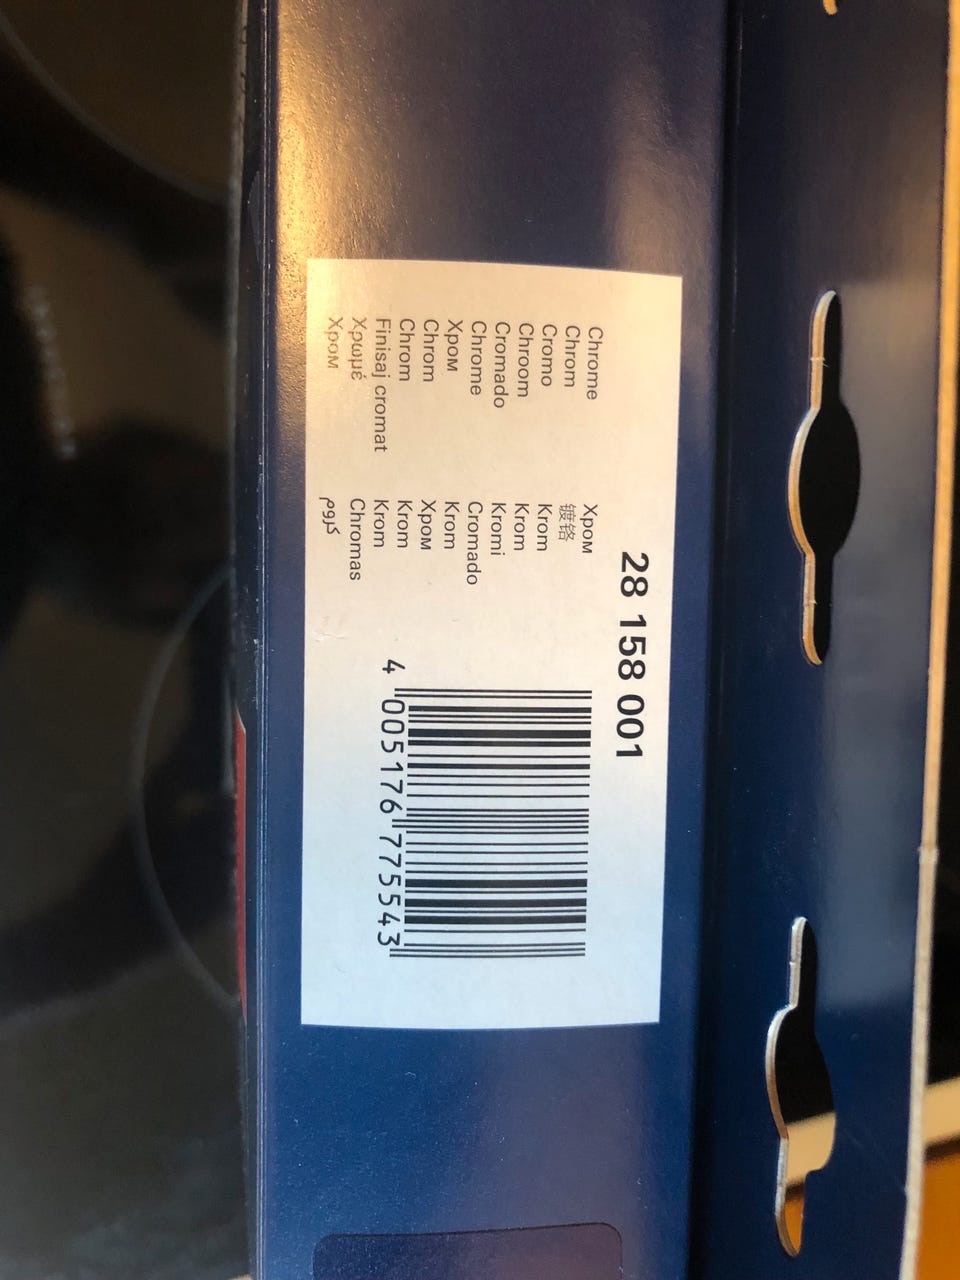 28 158 001
Chrome
Chrom
Cromo
Chroom
Cromado
Chrome
Хром
Chrom
Chrom
Finisaj cromat
Χρωμέ
Хром
Хром
镀铬
Krom
Krom
Kromi
Cromado
Krom
Хром
Krom
Krom
Chromas
كروم
4 005176 775543